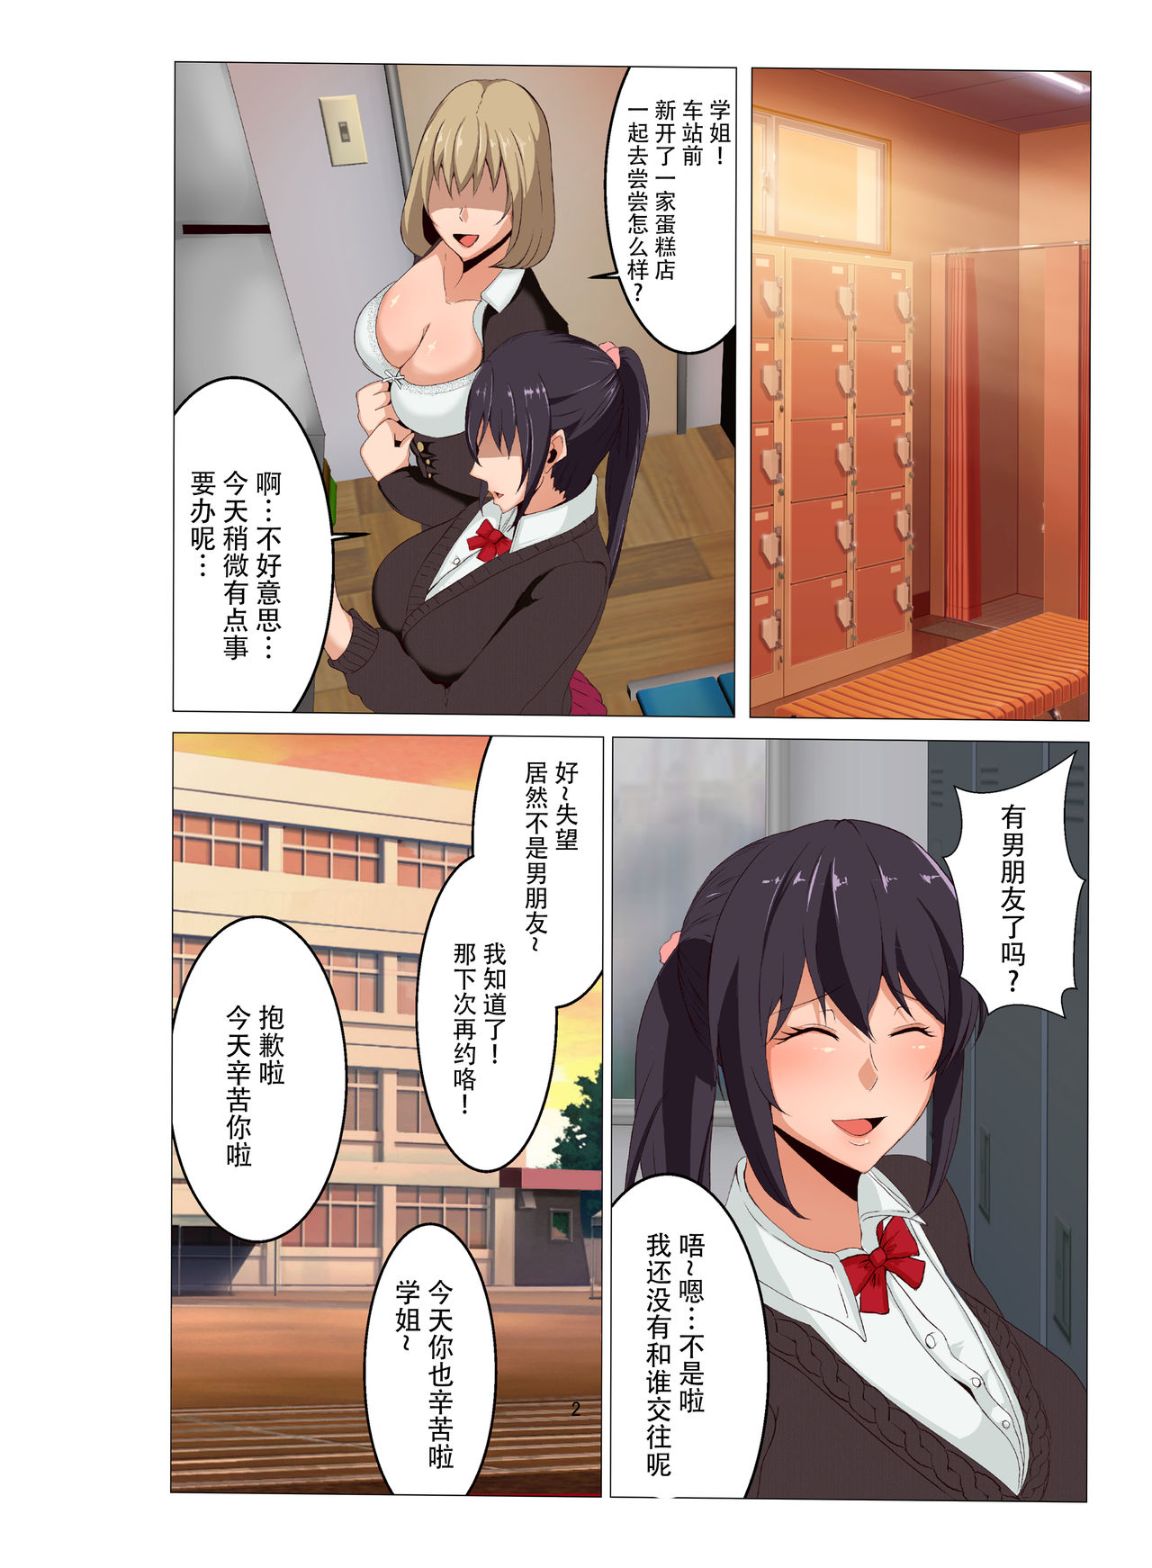 学姐！
车站前
新开了一家蛋糕店
一起去尝尝怎么样？
啊…不好意思…
今天稍微有点事
要办呢…
有男朋友了吗？
唔~嗯…不是啦
我还没有和谁交往呢
好~失望
居然不是男朋友~
我知道了！
那下次再约咯！
抱歉啦
今天辛苦你啦
今天你也辛苦啦
学姐~
2